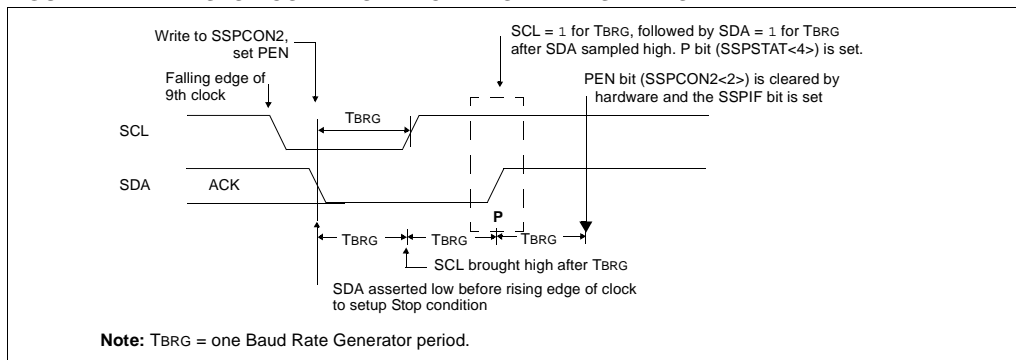 Write to SSPCON2,
set PEN
SCL = 1 for TBRG, followed by SDA = 1 for TBRG
after SDA sampled high. P bit (SSPSTAT<4>) is set.
Falling edge of
9th clock
PEN bit (SSPCON2<2>) is cleared by
hardware and the SSPIF bit is set
TBRG
SCL
SDA
ACK
P
TBRG
TBRG
TBRG
SCL brought high after TBRG
SDA asserted low before rising edge of clock
to setup Stop condition
Note: TBRG = one Baud Rate Generator period.